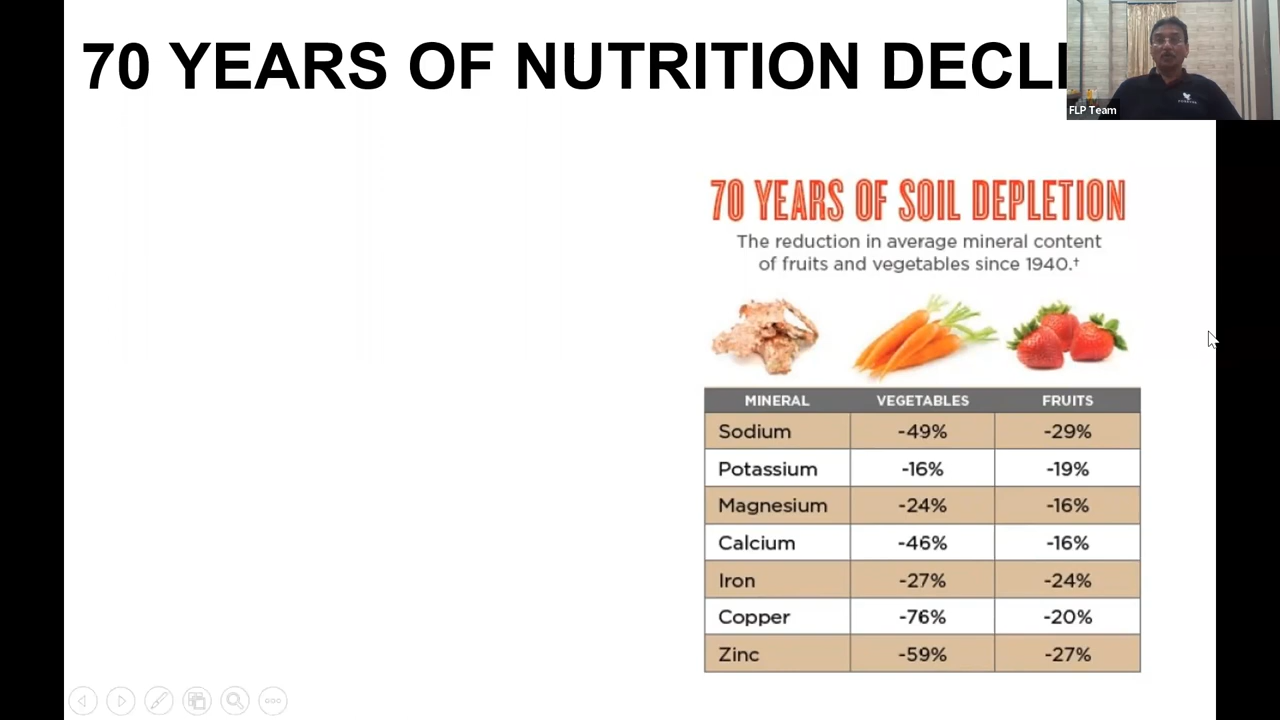 70 YEARS OF NUTRITION DECLI
FLP Team
70 YEARS OF SOIL DEPLETION
The reduction in average mineral content
of fruits and vegetables since 1940.†
MINERAL VEGETABLES FRUITS
Sodium -49% -29%
Potassium -16% -19%
Magnesium -24% -16%
Calcium -46% -16%
Iron -27% -24%
Copper -76% -20%
Zinc -59% -27%